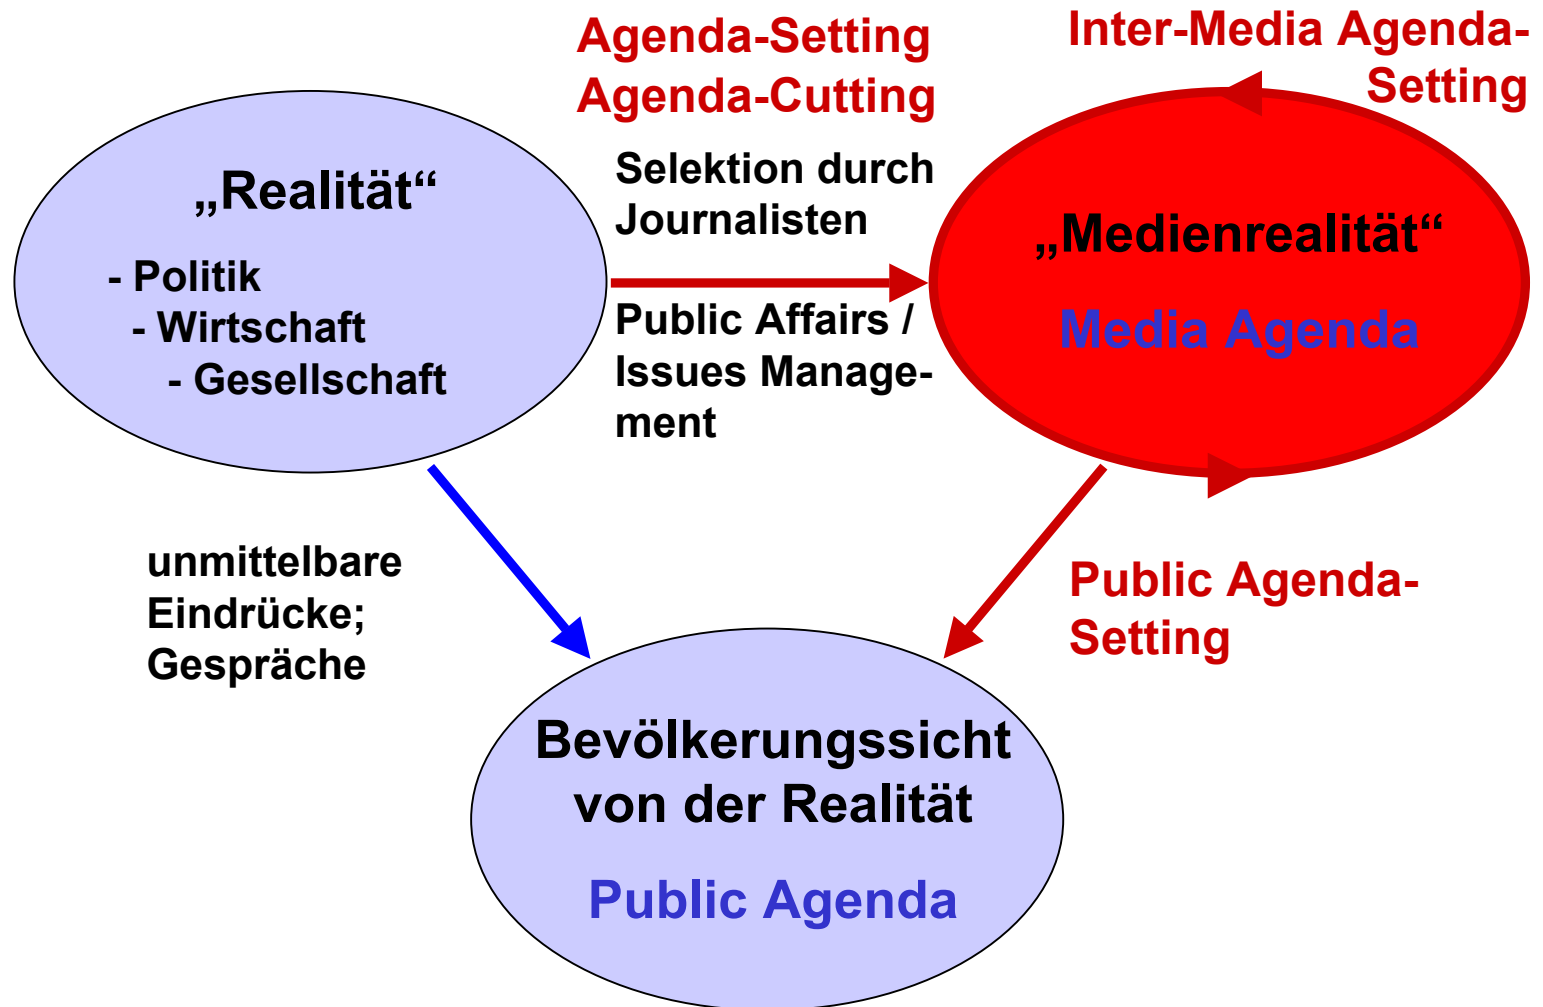 Agenda-Setting
Agenda-Cutting
Inter-Media Agenda-
Setting
„Realität“
- Politik
- Wirtschaft
- Gesellschaft
Selektion durch
Journalisten
Public Affairs /
Issues Manage-
ment
„Medienrealität“
Media Agenda
unmittelbare
Eindrücke;
Gespräche
Public Agenda-
Setting
Bevölkerungssicht
von der Realität
Public Agenda